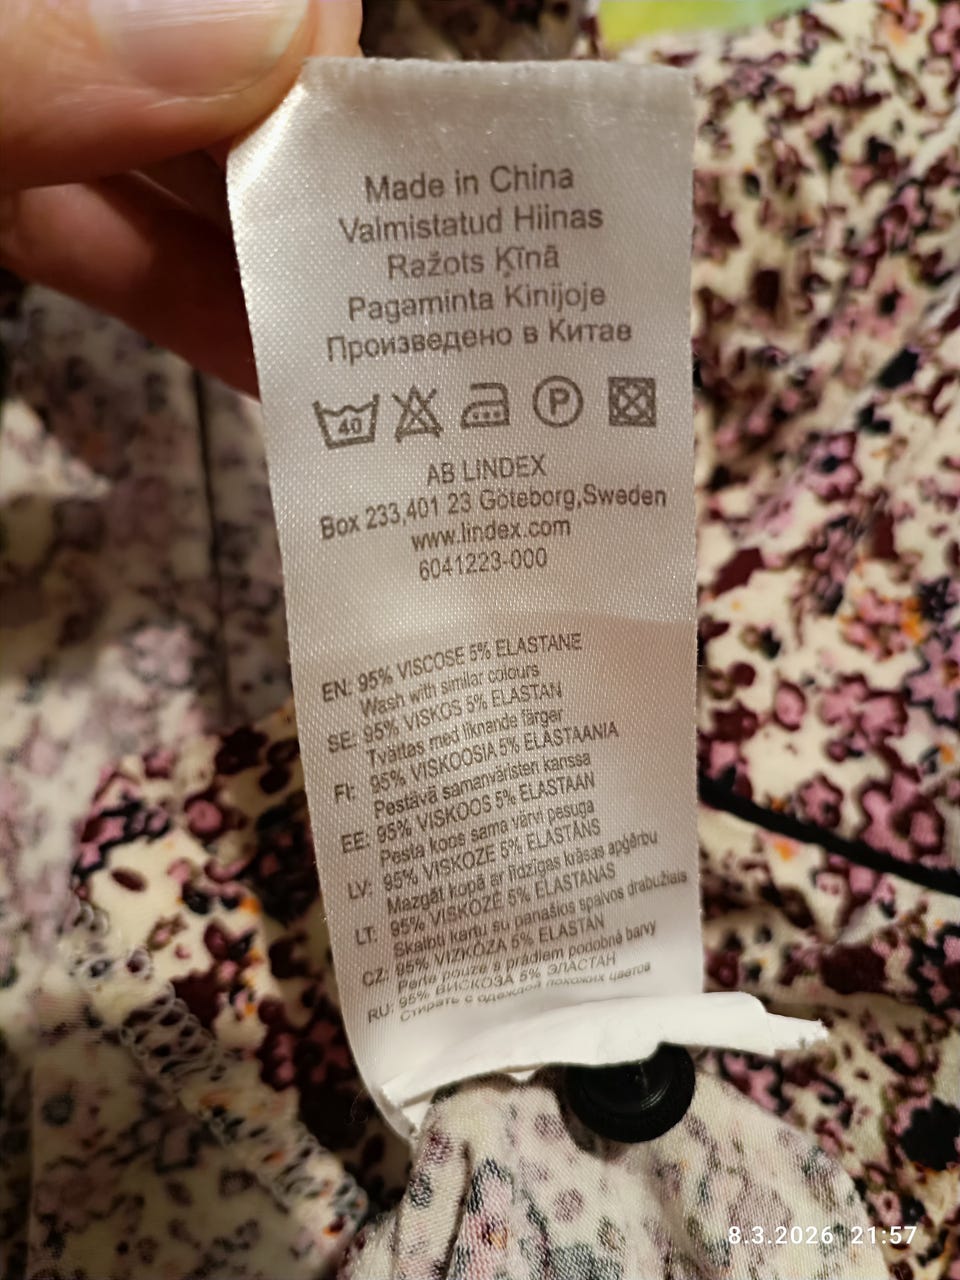 Made in China
Valmistatud Hiinas
Ražots Ķīnā
Pagaminta Kinijoje
Произведено в Китае
40
P
AB LINDEX
Box 233,401 23 Göteborg,Sweden
www.lindex.com
6041223-000
EN: 95% VISCOSE 5% ELASTANE
Wash with similar colours
SE: 95% VISKOS 5% ELASTAN
Tvättas med liknande färger
FI: 95% VISKOOSIA 5% ELASTAANIA
Pestävä samanväristen kanssa
EE: 95% VISKOOS 5% ELASTAAN
Pesta koos sama värvi pesuga
LV: 95% VISKOZE 5% ELASTĀNS
Mazgāt kopā ar līdzīgas krāsas apģērbu
LT: 95% VISKOZĖ 5% ELASTANAS
Skalbti kartu su panašios spalvos drabužiais
CZ: 95% VIZKÓZA 5% ELASTAN
Perte pouze s prádlem podobné barvy
RU: 95% ВИСКОЗА 5% ЭЛАСТАН
Стирать с одеждой похожих цветов
8.3.2026 21:57